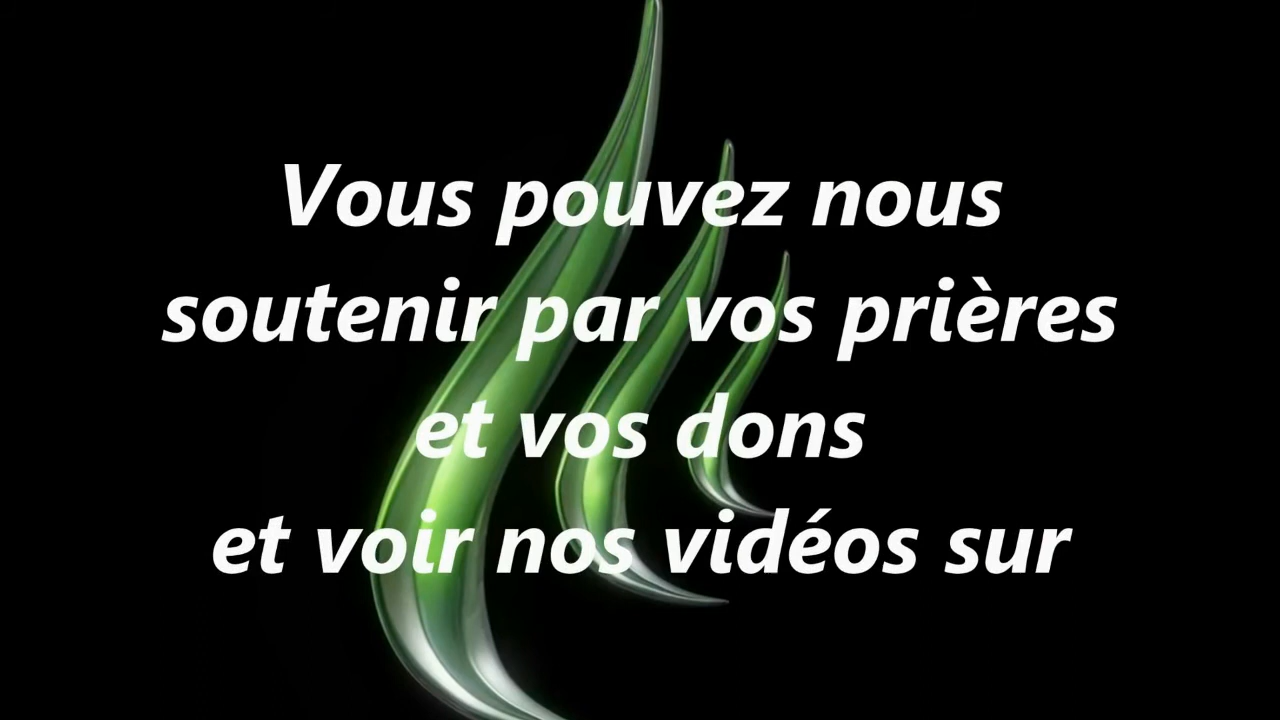 Vous pouvez nous
soutenir par vos prières
et vos dons
et voir nos vidéos sur